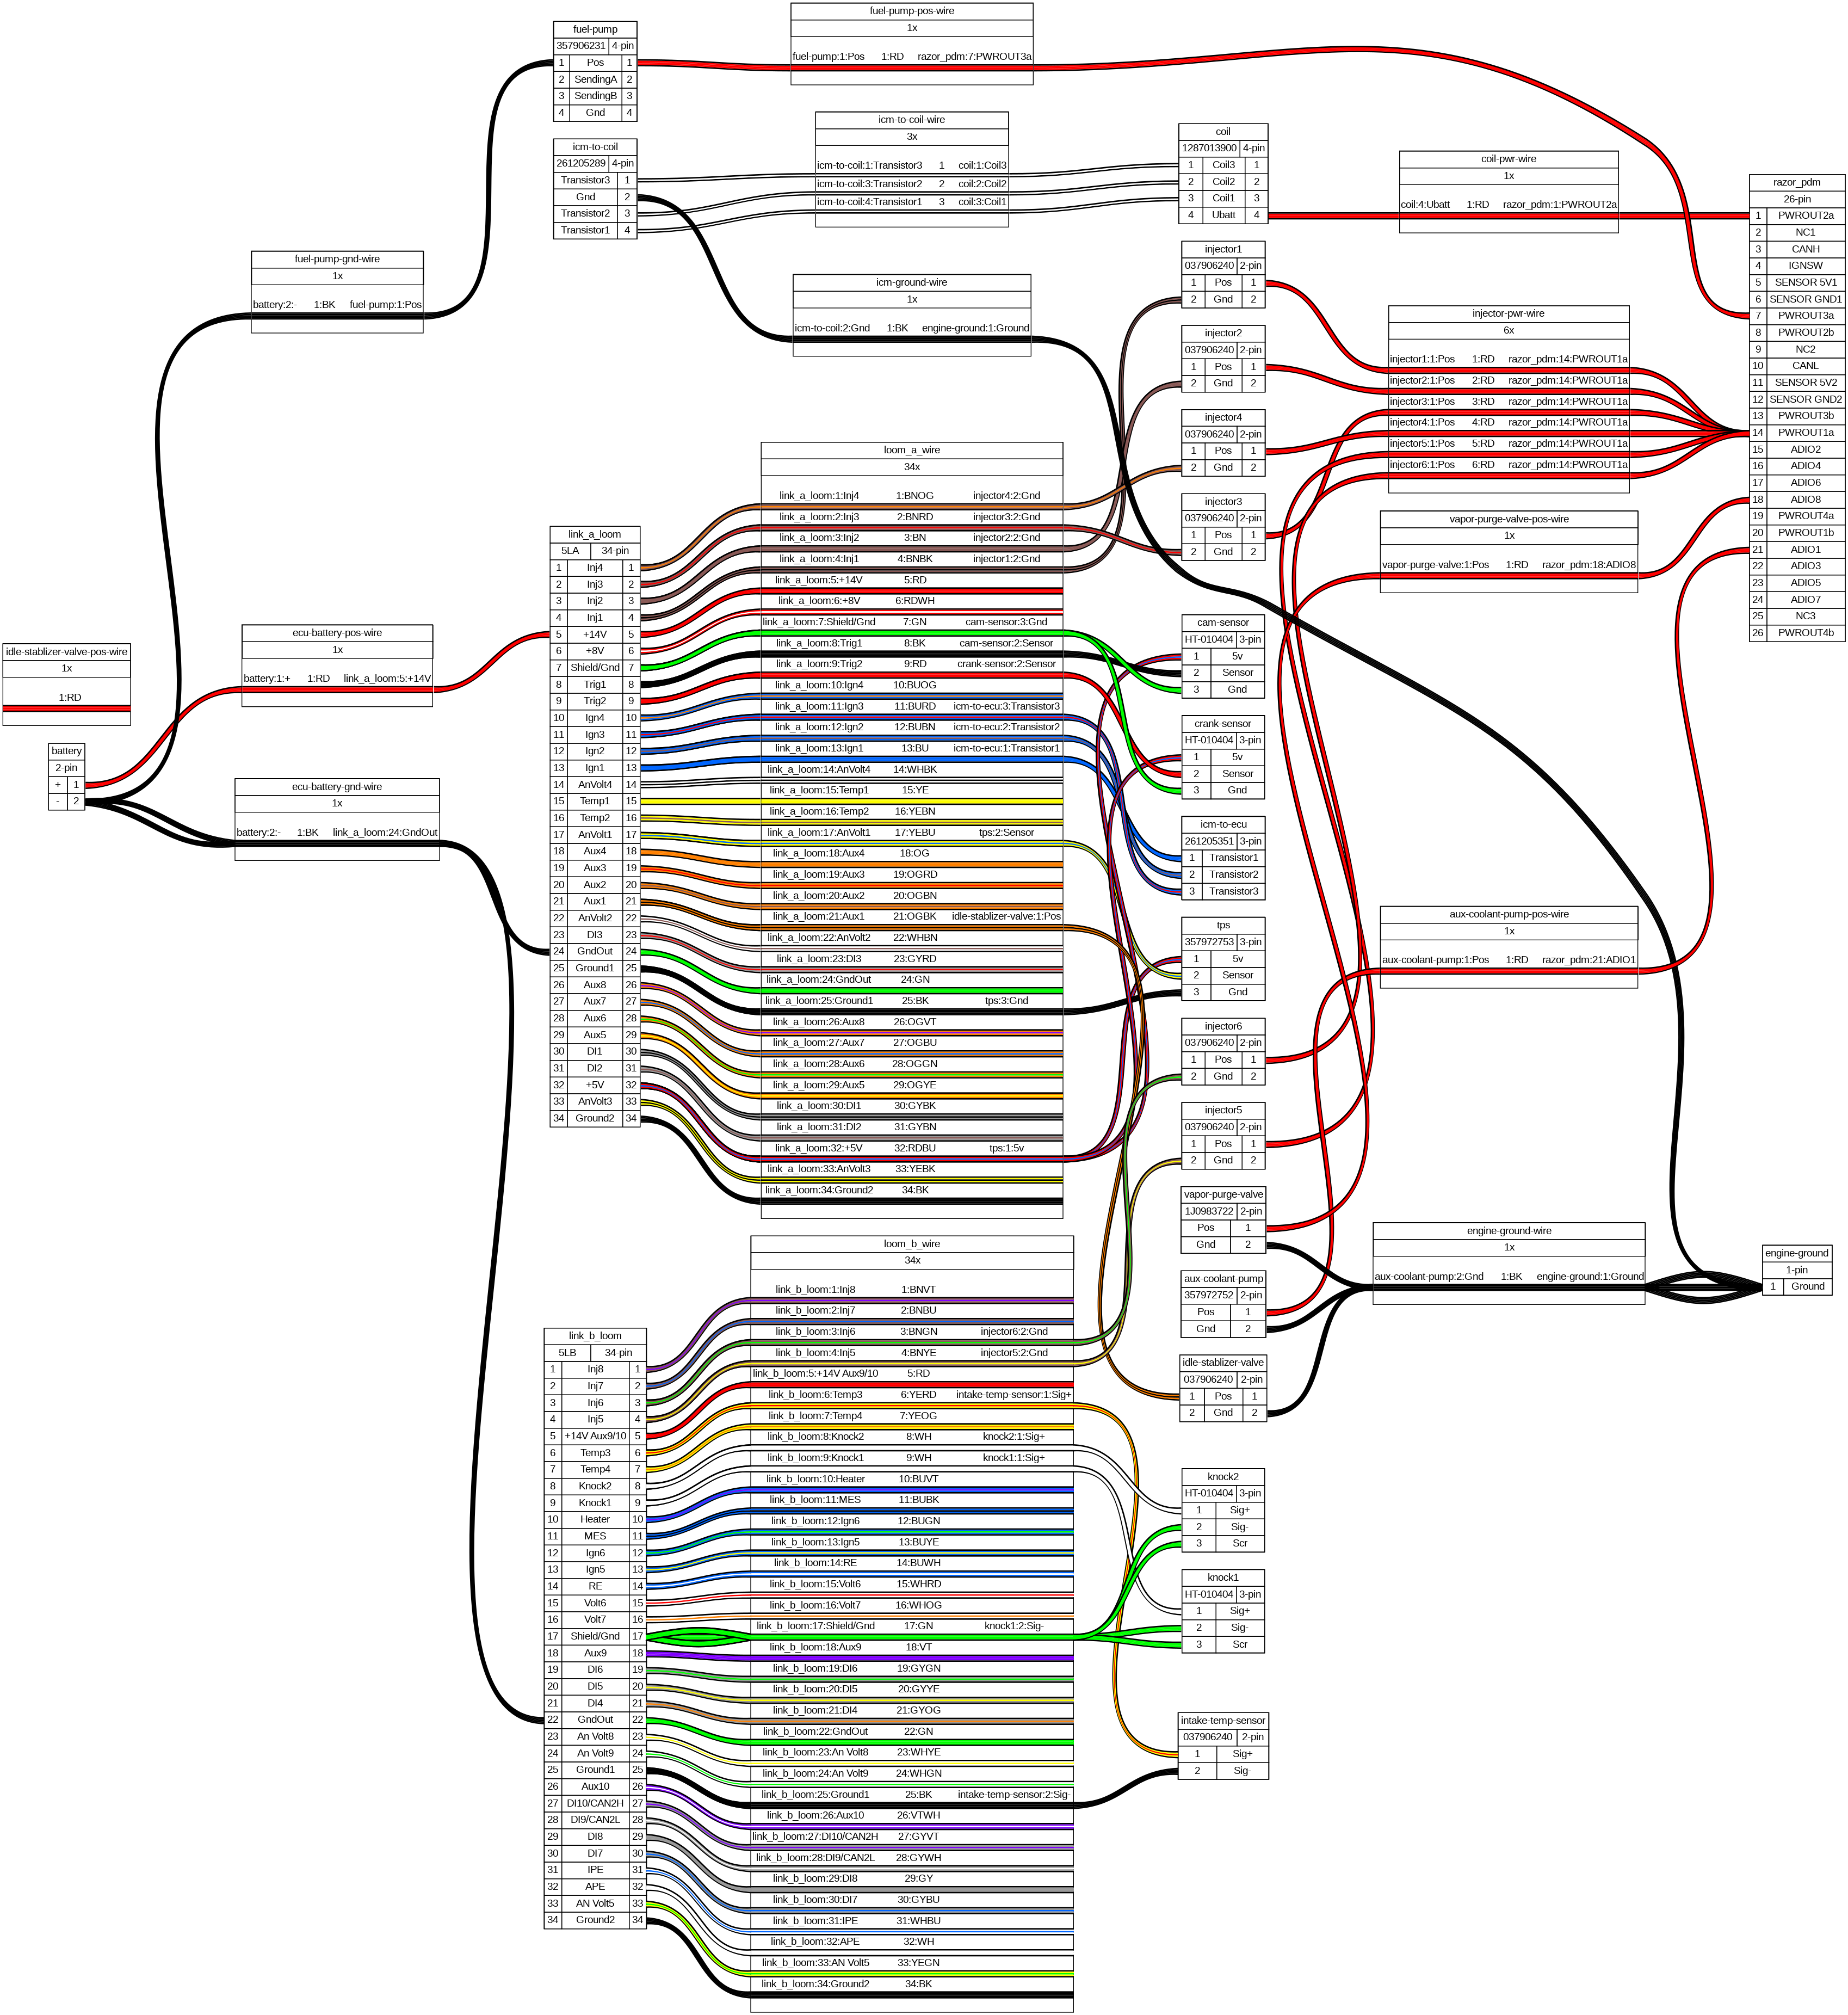 fuel-pump-pos-wire
1x
fuel-pump:1:Pos 1:RD razor_pdm:7:PWROUT3a
fuel-pump
357906231 4-pin
1 Pos 1
2 SendingA 2
3 SendingB 3
4 Gnd 4
icm-to-coil-wire
3x
icm-to-coil:1:Transistor3 1 coil:1:Coil3
icm-to-coil:3:Transistor2 2 coil:2:Coil2
icm-to-coil:4:Transistor1 3 coil:3:Coil1
icm-to-coil
261205289 4-pin
Transistor3 1
Gnd 2
Transistor2 3
Transistor1 4
coil
1287013900 4-pin
1 Coil3 1
2 Coil2 2
3 Coil1 3
4 Ubatt 4
coil-pwr-wire
1x
coil:4:Ubatt 1:RD razor_pdm:1:PWROUT2a
razor_pdm
26-pin
1 PWROUT2a
2 NC1
3 CANH
4 IGNSW
5 SENSOR 5V1
6 SENSOR GND1
7 PWROUT3a
8 PWROUT2b
9 NC2
10 CANL
11 SENSOR 5V2
12 SENSOR GND2
13 PWROUT3b
14 PWROUT1a
15 ADIO2
16 ADIO4
17 ADIO6
18 ADIO8
19 PWROUT4a
20 PWROUT1b
21 ADIO1
22 ADIO3
23 ADIO5
24 ADIO7
25 NC3
26 PWROUT4b
fuel-pump-gnd-wire
1x
battery:2:- 1:BK fuel-pump:1:Pos
icm-ground-wire
1x
icm-to-coil:2:Gnd 1:BK engine-ground:1:Ground
injector1
037906240 2-pin
1 Pos 1
2 Gnd 2
injector2
037906240 2-pin
1 Pos 1
2 Gnd 2
injector4
037906240 2-pin
1 Pos 1
2 Gnd 2
injector3
037906240 2-pin
1 Pos 1
2 Gnd 2
injector-pwr-wire
6x
injector1:1:Pos 1:RD razor_pdm:14:PWROUT1a
injector2:1:Pos 2:RD razor_pdm:14:PWROUT1a
injector3:1:Pos 3:RD razor_pdm:14:PWROUT1a
injector4:1:Pos 4:RD razor_pdm:14:PWROUT1a
injector5:1:Pos 5:RD razor_pdm:14:PWROUT1a
injector6:1:Pos 6:RD razor_pdm:14:PWROUT1a
vapor-purge-valve-pos-wire
1x
vapor-purge-valve:1:Pos 1:RD razor_pdm:18:ADIO8
idle-stablizer-valve-pos-wire
1x
1:RD
battery
2-pin
+ 1
- 2
ecu-battery-pos-wire
1x
battery:1:+ 1:RD link_a_loom:5:+14V
ecu-battery-gnd-wire
1x
battery:2:- 1:BK link_a_loom:24:GndOut
link_a_loom
5LA 34-pin
1 Inj4 1
2 Inj3 2
3 Inj2 3
4 Inj1 4
5 +14V 5
6 +8V 6
7 Shield/Gnd 7
8 Trig1 8
9 Trig2 9
10 Ign4 10
11 Ign3 11
12 Ign2 12
13 Ign1 13
14 AnVolt4 14
15 Temp1 15
16 Temp2 16
17 AnVolt1 17
18 Aux4 18
19 Aux3 19
20 Aux2 20
21 Aux1 21
22 AnVolt2 22
23 DI3 23
24 GndOut 24
25 Ground1 25
26 Aux8 26
27 Aux7 27
28 Aux6 28
29 Aux5 29
30 DI1 30
31 DI2 31
32 +5V 32
33 AnVolt3 33
34 Ground2 34
loom_a_wire
34x
link_a_loom:1:Inj4 1:BNOG injector4:2:Gnd
link_a_loom:2:Inj3 2:BNRD injector3:2:Gnd
link_a_loom:3:Inj2 3:BN injector2:2:Gnd
link_a_loom:4:Inj1 4:BNBK injector1:2:Gnd
link_a_loom:5:+14V 5:RD
link_a_loom:6:+8V 6:RDWH
link_a_loom:7:Shield/Gnd 7:GN cam-sensor:3:Gnd
link_a_loom:8:Trig1 8:BK cam-sensor:2:Sensor
link_a_loom:9:Trig2 9:RD crank-sensor:2:Sensor
link_a_loom:10:Ign4 10:BUOG
link_a_loom:11:Ign3 11:BURD icm-to-ecu:3:Transistor3
link_a_loom:12:Ign2 12:BUBN icm-to-ecu:2:Transistor2
link_a_loom:13:Ign1 13:BU icm-to-ecu:1:Transistor1
link_a_loom:14:AnVolt4 14:WHBK
link_a_loom:15:Temp1 15:YE
link_a_loom:16:Temp2 16:YEBN
link_a_loom:17:AnVolt1 17:YEBU tps:2:Sensor
link_a_loom:18:Aux4 18:OG
link_a_loom:19:Aux3 19:OGRD
link_a_loom:20:Aux2 20:OGBN
link_a_loom:21:Aux1 21:OGBK idle-stablizer-valve:1:Pos
link_a_loom:22:AnVolt2 22:WHBN
link_a_loom:23:DI3 23:GYRD
link_a_loom:24:GndOut 24:GN
link_a_loom:25:Ground1 25:BK tps:3:Gnd
link_a_loom:26:Aux8 26:OGVT
link_a_loom:27:Aux7 27:OGBU
link_a_loom:28:Aux6 28:OGGN
link_a_loom:29:Aux5 29:OGYE
link_a_loom:30:DI1 30:GYBK
link_a_loom:31:DI2 31:GYBN
link_a_loom:32:+5V 32:RDBU tps:1:5v
link_a_loom:33:AnVolt3 33:YEBK
link_a_loom:34:Ground2 34:BK
cam-sensor
HT-010404 3-pin
1 5v
2 Sensor
3 Gnd
crank-sensor
HT-010404 3-pin
1 5v
2 Sensor
3 Gnd
icm-to-ecu
261205351 3-pin
1 Transistor1
2 Transistor2
3 Transistor3
tps
357972753 3-pin
1 5v
2 Sensor
3 Gnd
injector6
037906240 2-pin
1 Pos 1
2 Gnd 2
injector5
037906240 2-pin
1 Pos 1
2 Gnd 2
vapor-purge-valve
1J0983722 2-pin
Pos 1
Gnd 2
aux-coolant-pump
357972752 2-pin
Pos 1
Gnd 2
idle-stablizer-valve
037906240 2-pin
1 Pos 1
2 Gnd 2
aux-coolant-pump-pos-wire
1x
aux-coolant-pump:1:Pos 1:RD razor_pdm:21:ADIO1
engine-ground-wire
1x
aux-coolant-pump:2:Gnd 1:BK engine-ground:1:Ground
engine-ground
1-pin
1 Ground
link_b_loom
5LB 34-pin
1 Inj8 1
2 Inj7 2
3 Inj6 3
4 Inj5 4
5 +14V Aux9/10 5
6 Temp3 6
7 Temp4 7
8 Knock2 8
9 Knock1 9
10 Heater 10
11 MES 11
12 Ign6 12
13 Ign5 13
14 RE 14
15 Volt6 15
16 Volt7 16
17 Shield/Gnd 17
18 Aux9 18
19 DI6 19
20 DI5 20
21 DI4 21
22 GndOut 22
23 An Volt8 23
24 An Volt9 24
25 Ground1 25
26 Aux10 26
27 DI10/CAN2H 27
28 DI9/CAN2L 28
29 DI8 29
30 DI7 30
31 IPE 31
32 APE 32
33 AN Volt5 33
34 Ground2 34
loom_b_wire
34x
link_b_loom:1:Inj8 1:BNVT
link_b_loom:2:Inj7 2:BNBU
link_b_loom:3:Inj6 3:BNGN injector6:2:Gnd
link_b_loom:4:Inj5 4:BNYE injector5:2:Gnd
link_b_loom:5:+14V Aux9/10 5:RD
link_b_loom:6:Temp3 6:YERD intake-temp-sensor:1:Sig+
link_b_loom:7:Temp4 7:YEOG
link_b_loom:8:Knock2 8:WH knock2:1:Sig+
link_b_loom:9:Knock1 9:WH knock1:1:Sig+
link_b_loom:10:Heater 10:BUVT
link_b_loom:11:MES 11:BUBK
link_b_loom:12:Ign6 12:BUGN
link_b_loom:13:Ign5 13:BUYE
link_b_loom:14:RE 14:BUWH
link_b_loom:15:Volt6 15:WHRD
link_b_loom:16:Volt7 16:WHOG
link_b_loom:17:Shield/Gnd 17:GN knock1:2:Sig-
link_b_loom:18:Aux9 18:VT
link_b_loom:19:DI6 19:GYGN
link_b_loom:20:DI5 20:GYYE
link_b_loom:21:DI4 21:GYOG
link_b_loom:22:GndOut 22:GN
link_b_loom:23:An Volt8 23:WHYE
link_b_loom:24:An Volt9 24:WHGN
link_b_loom:25:Ground1 25:BK intake-temp-sensor:2:Sig-
link_b_loom:26:Aux10 26:VTWH
link_b_loom:27:DI10/CAN2H 27:GYVT
link_b_loom:28:DI9/CAN2L 28:GYWH
link_b_loom:29:DI8 29:GY
link_b_loom:30:DI7 30:GYBU
link_b_loom:31:IPE 31:WHBU
link_b_loom:32:APE 32:WH
link_b_loom:33:AN Volt5 33:YEGN
link_b_loom:34:Ground2 34:BK
knock2
HT-010404 3-pin
1 Sig+
2 Sig-
3 Scr
knock1
HT-010404 3-pin
1 Sig+
2 Sig-
3 Scr
intake-temp-sensor
037906240 2-pin
1 Sig+
2 Sig-